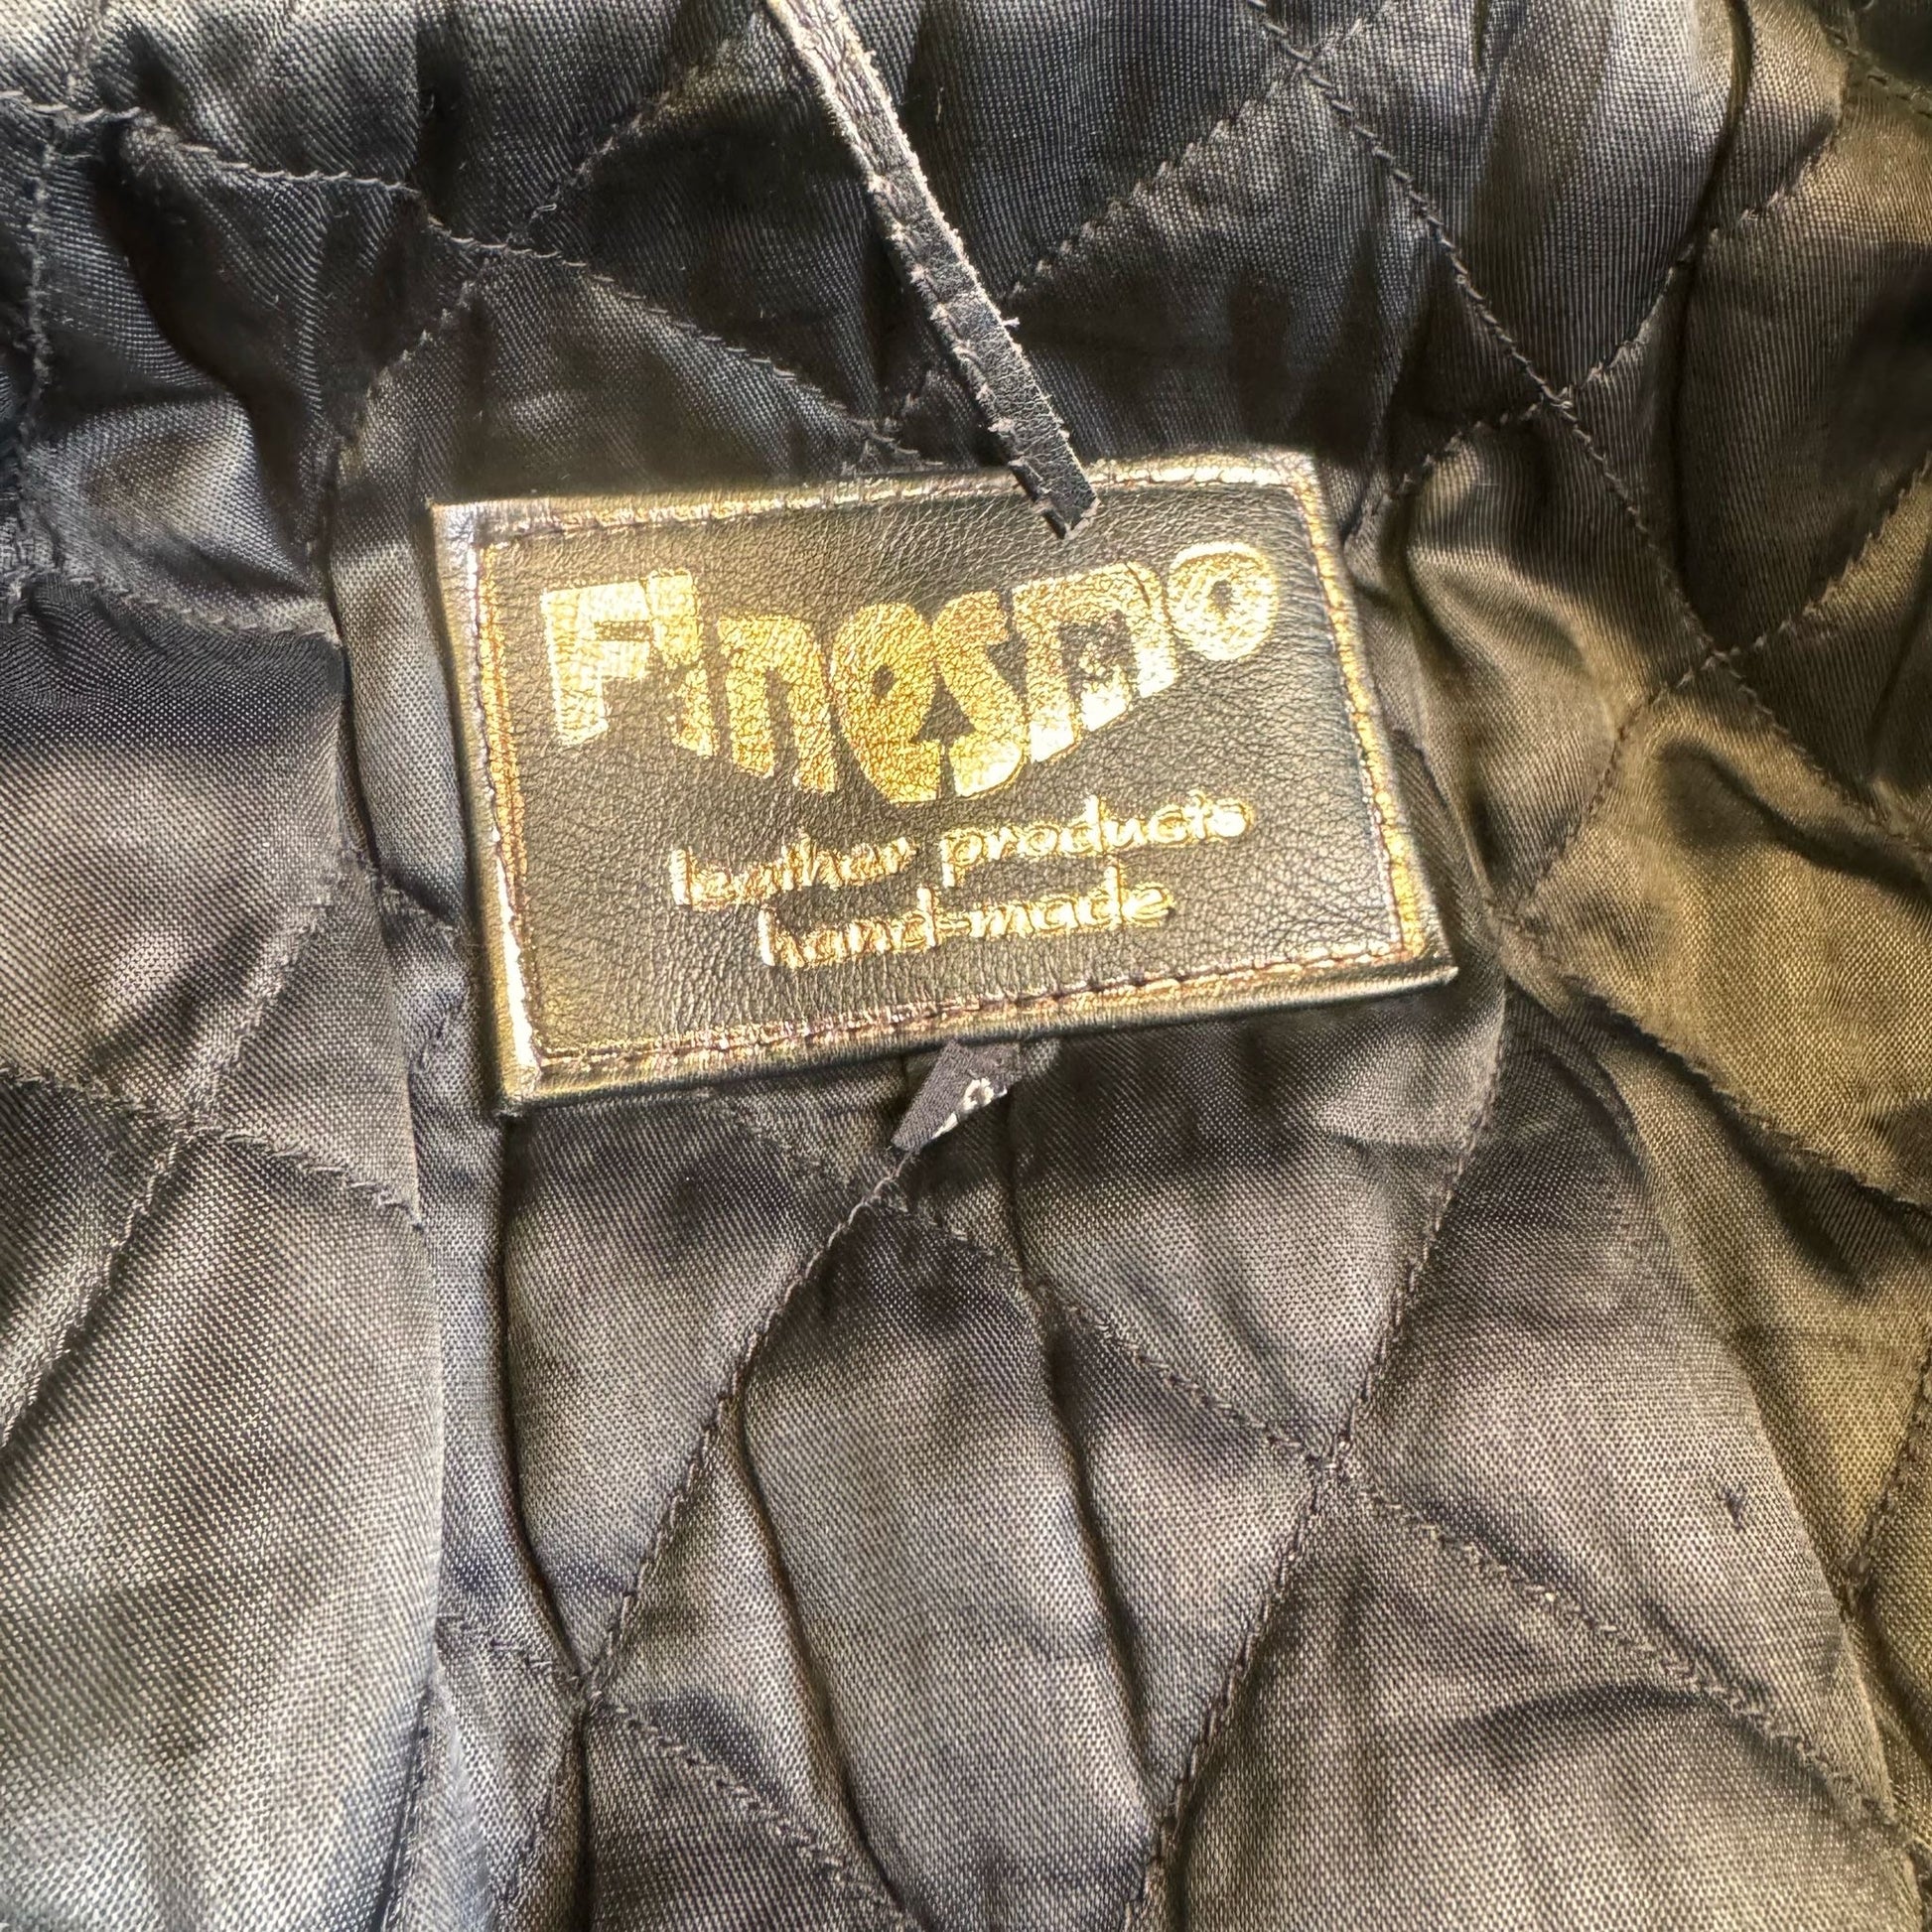 Finesmo
leather products
hand-made